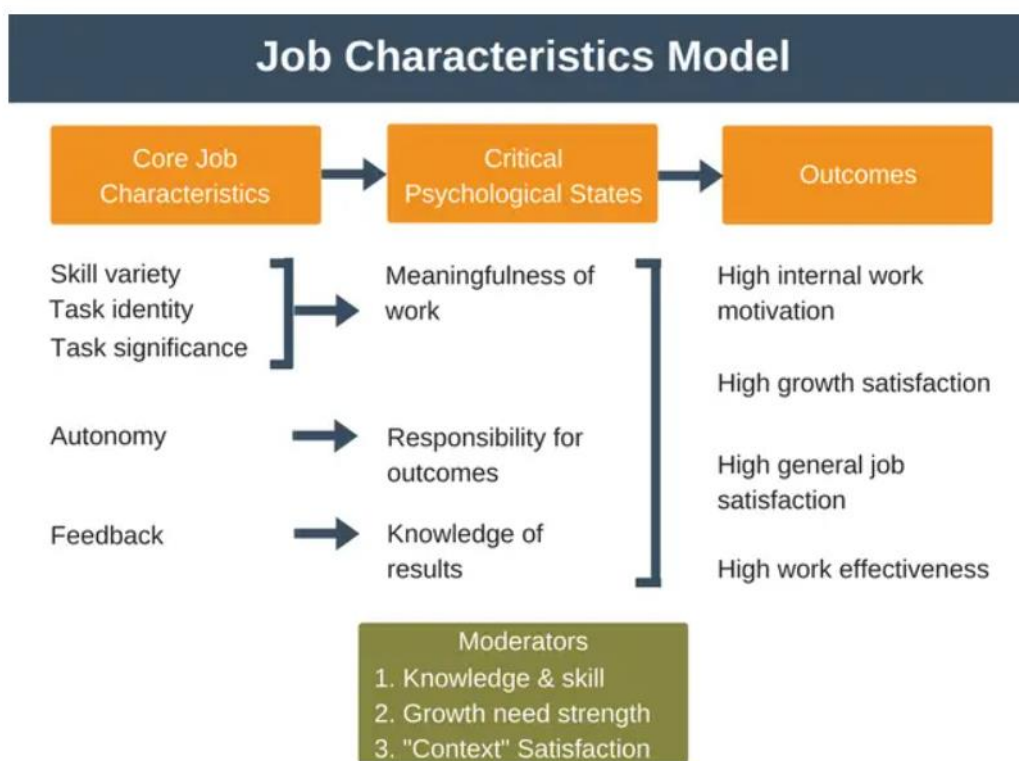 Job Characteristics Model
Core Job
Characteristics
Critical
Psychological States
Outcomes
Skill variety
Task identity
Task significance
Meaningfulness of
work
High internal work
motivation
High growth satisfaction
Autonomy
Responsibility for
outcomes
High general job
satisfaction
Feedback
Knowledge of
results
High work effectiveness
Moderators
1. Knowledge & skill
2. Growth need strength
3. "Context" Satisfaction